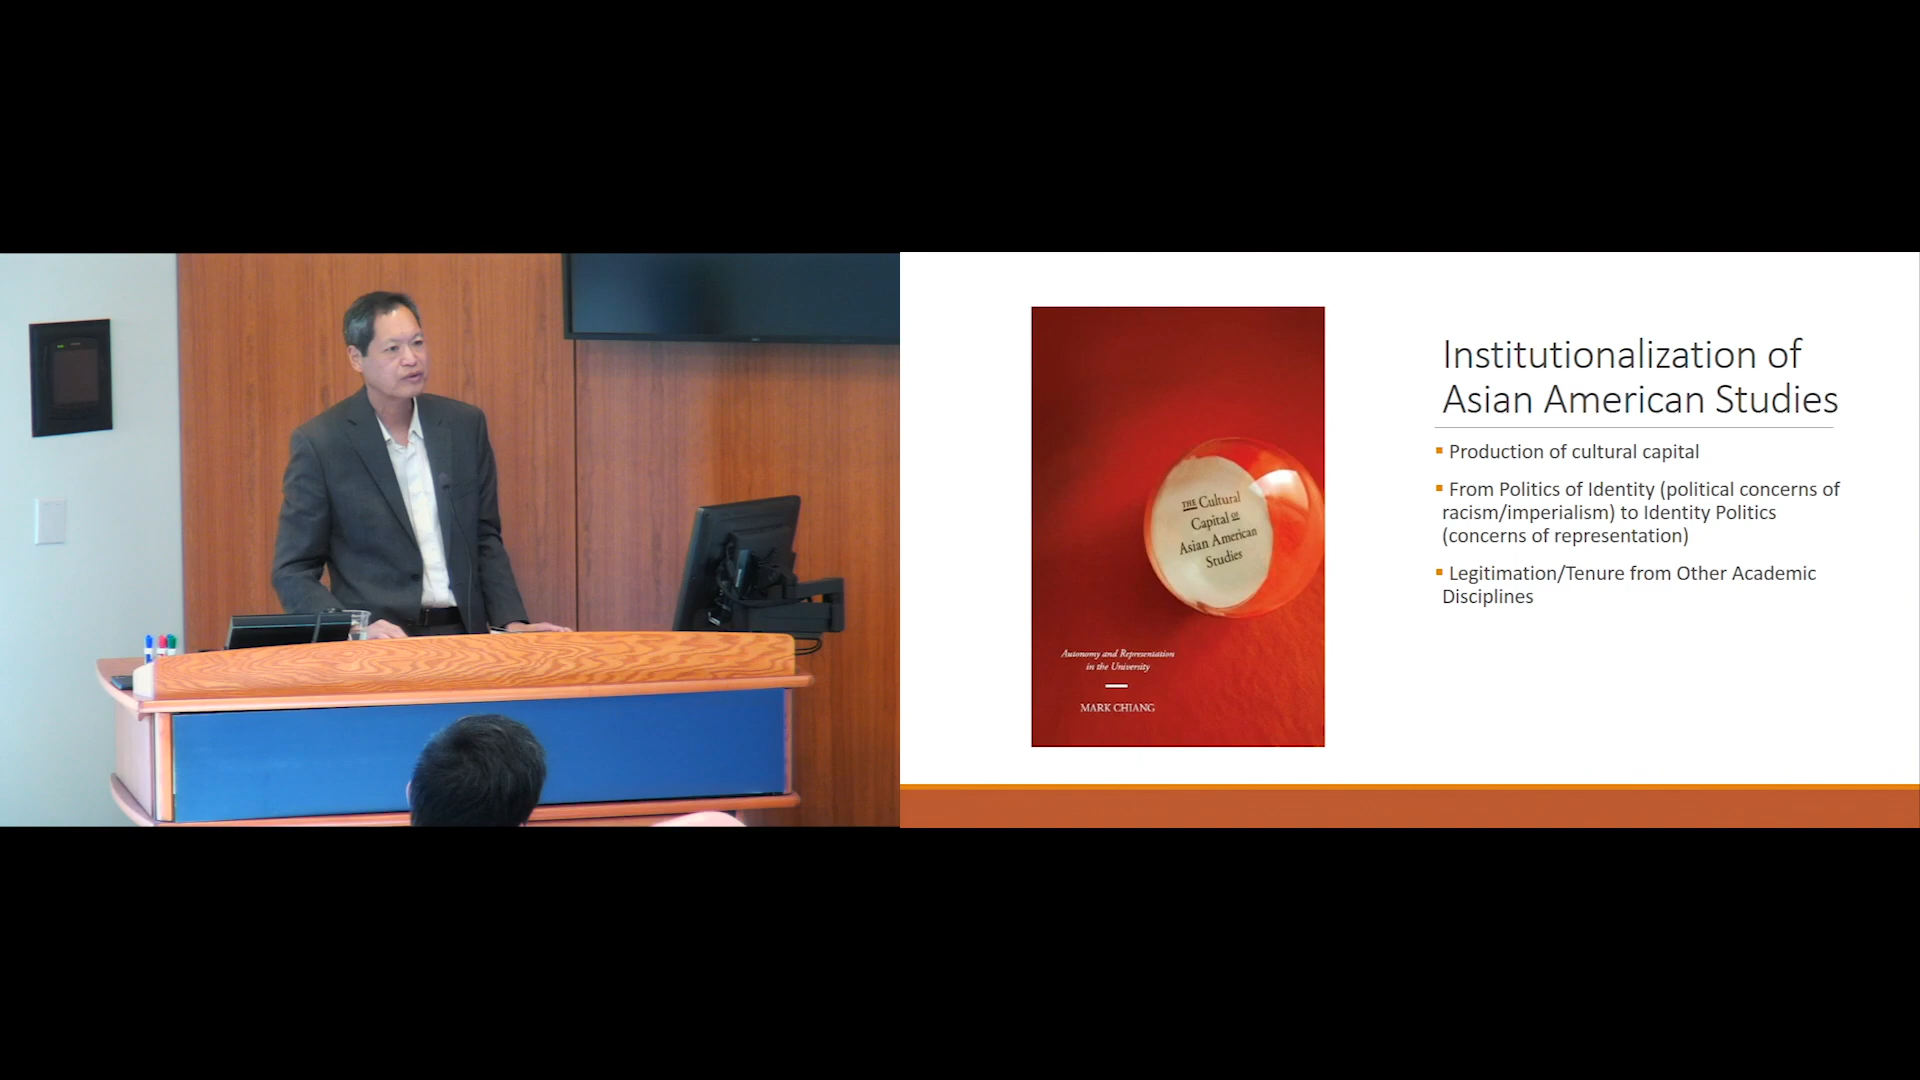 THE Cultural
Capital OF
Asian American
Studies
Autonomy and Representation
in the University
MARK CHIANG
Institutionalization of
Asian American Studies
▪ Production of cultural capital
▪ From Politics of Identity (political concerns of
racism/imperialism) to Identity Politics
(concerns of representation)
▪ Legitimation/Tenure from Other Academic
Disciplines